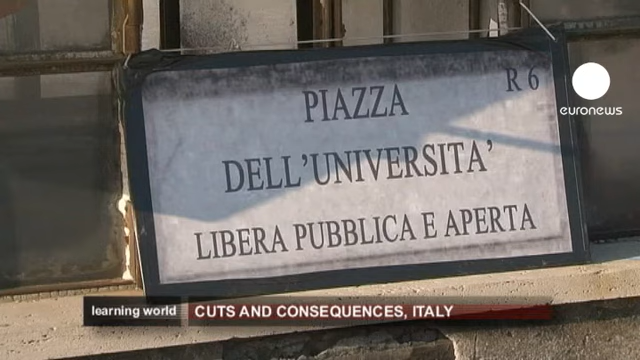 R 6
PIAZZA
DELL'UNIVERSITA'
LIBERA PUBBLICA E APERTA
euronews
learning world
CUTS AND CONSEQUENCES, ITALY